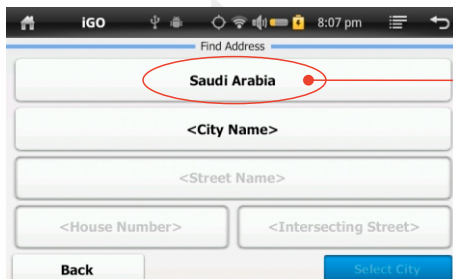 iGO 8:07 pm
Find Address
Saudi Arabia
<City Name>
<Street Name>
<House Number> <Intersecting Street>
Back Select City